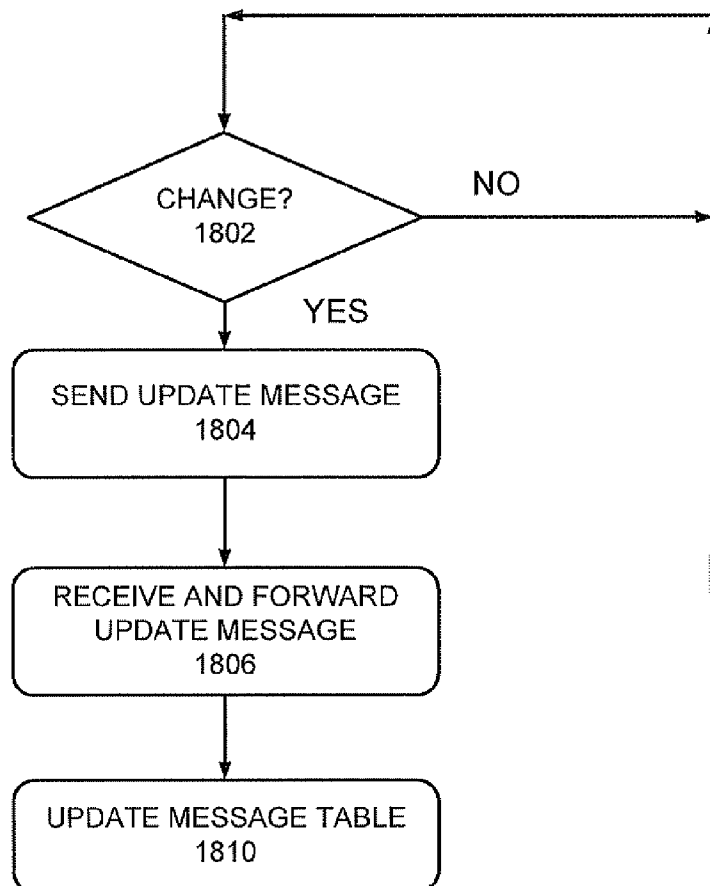 CHANGE?
1802
NO
YES
SEND UPDATE MESSAGE
1804
RECEIVE AND FORWARD
UPDATE MESSAGE
1806
UPDATE MESSAGE TABLE
1810